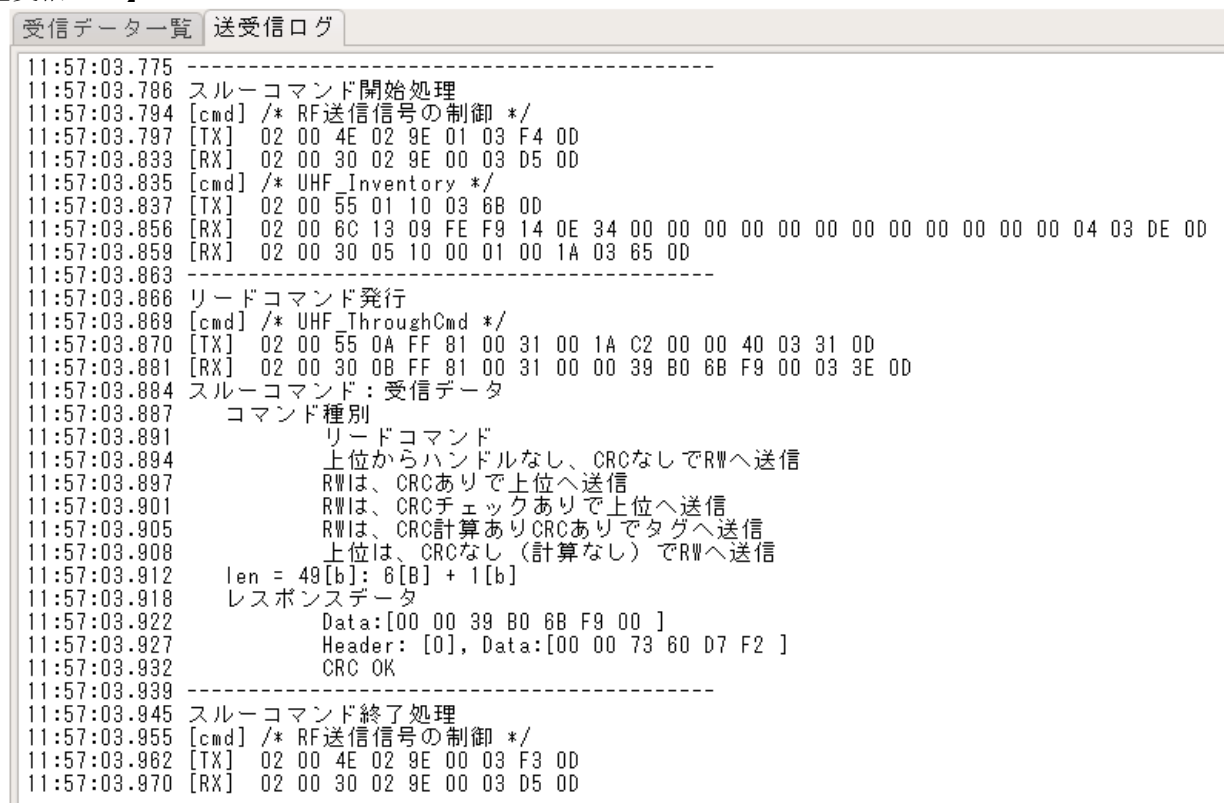 受信データ一覧 送受信ログ
11:57:03.775 -------------------------------------------
11:57:03.786 スルーコマンド開始処理
11:57:03.794 [cmd] /* RF送信信号の制御 */
11:57:03.797 [TX]  02 00 4E 02 9E 01 03 F4 0D
11:57:03.833 [RX]  02 00 30 02 9E 00 03 D5 0D
11:57:03.835 [cmd] /* UHF_Inventory */
11:57:03.837 [TX]  02 00 55 01 10 03 6B 0D
11:57:03.856 [RX]  02 00 6C 13 09 FE F9 14 0E 34 00 00 00 00 00 00 00 00 00 00 00 00 04 03 DE 0D
11:57:03.859 [RX]  02 00 30 05 10 00 01 00 1A 03 65 0D
11:57:03.863 -------------------------------------------
11:57:03.866 リードコマンド発行
11:57:03.869 [cmd] /* UHF_ThroughCmd */
11:57:03.870 [TX]  02 00 55 0A FF 81 00 31 00 1A C2 00 00 40 03 31 0D
11:57:03.881 [RX]  02 00 30 0B FF 81 00 31 00 00 39 B0 6B F9 00 03 3E 0D
11:57:03.884 スルーコマンド：受信データ
11:57:03.887 コマンド種別
11:57:03.891 リードコマンド
11:57:03.894 上位からハンドルなし、CRCなしでRWへ送信
11:57:03.897 RWは、CRCありで上位へ送信
11:57:03.901 RWは、CRCチェックありで上位へ送信
11:57:03.905 RWは、CRC計算ありCRCありでタグへ送信
11:57:03.908 上位は、CRCなし（計算なし）でRWへ送信
11:57:03.912 len = 49[b]: 6[B] + 1[b]
11:57:03.918 レスポンスデータ
11:57:03.922 Data:[00 00 39 B0 6B F9 00 ]
11:57:03.927 Header: [0], Data:[00 00 73 60 D7 F2 ]
11:57:03.932 CRC OK
11:57:03.939 -------------------------------------------
11:57:03.945 スルーコマンド終了処理
11:57:03.955 [cmd] /* RF送信信号の制御 */
11:57:03.962 [TX]  02 00 4E 02 9E 00 03 F3 0D
11:57:03.970 [RX]  02 00 30 02 9E 00 03 D5 0D